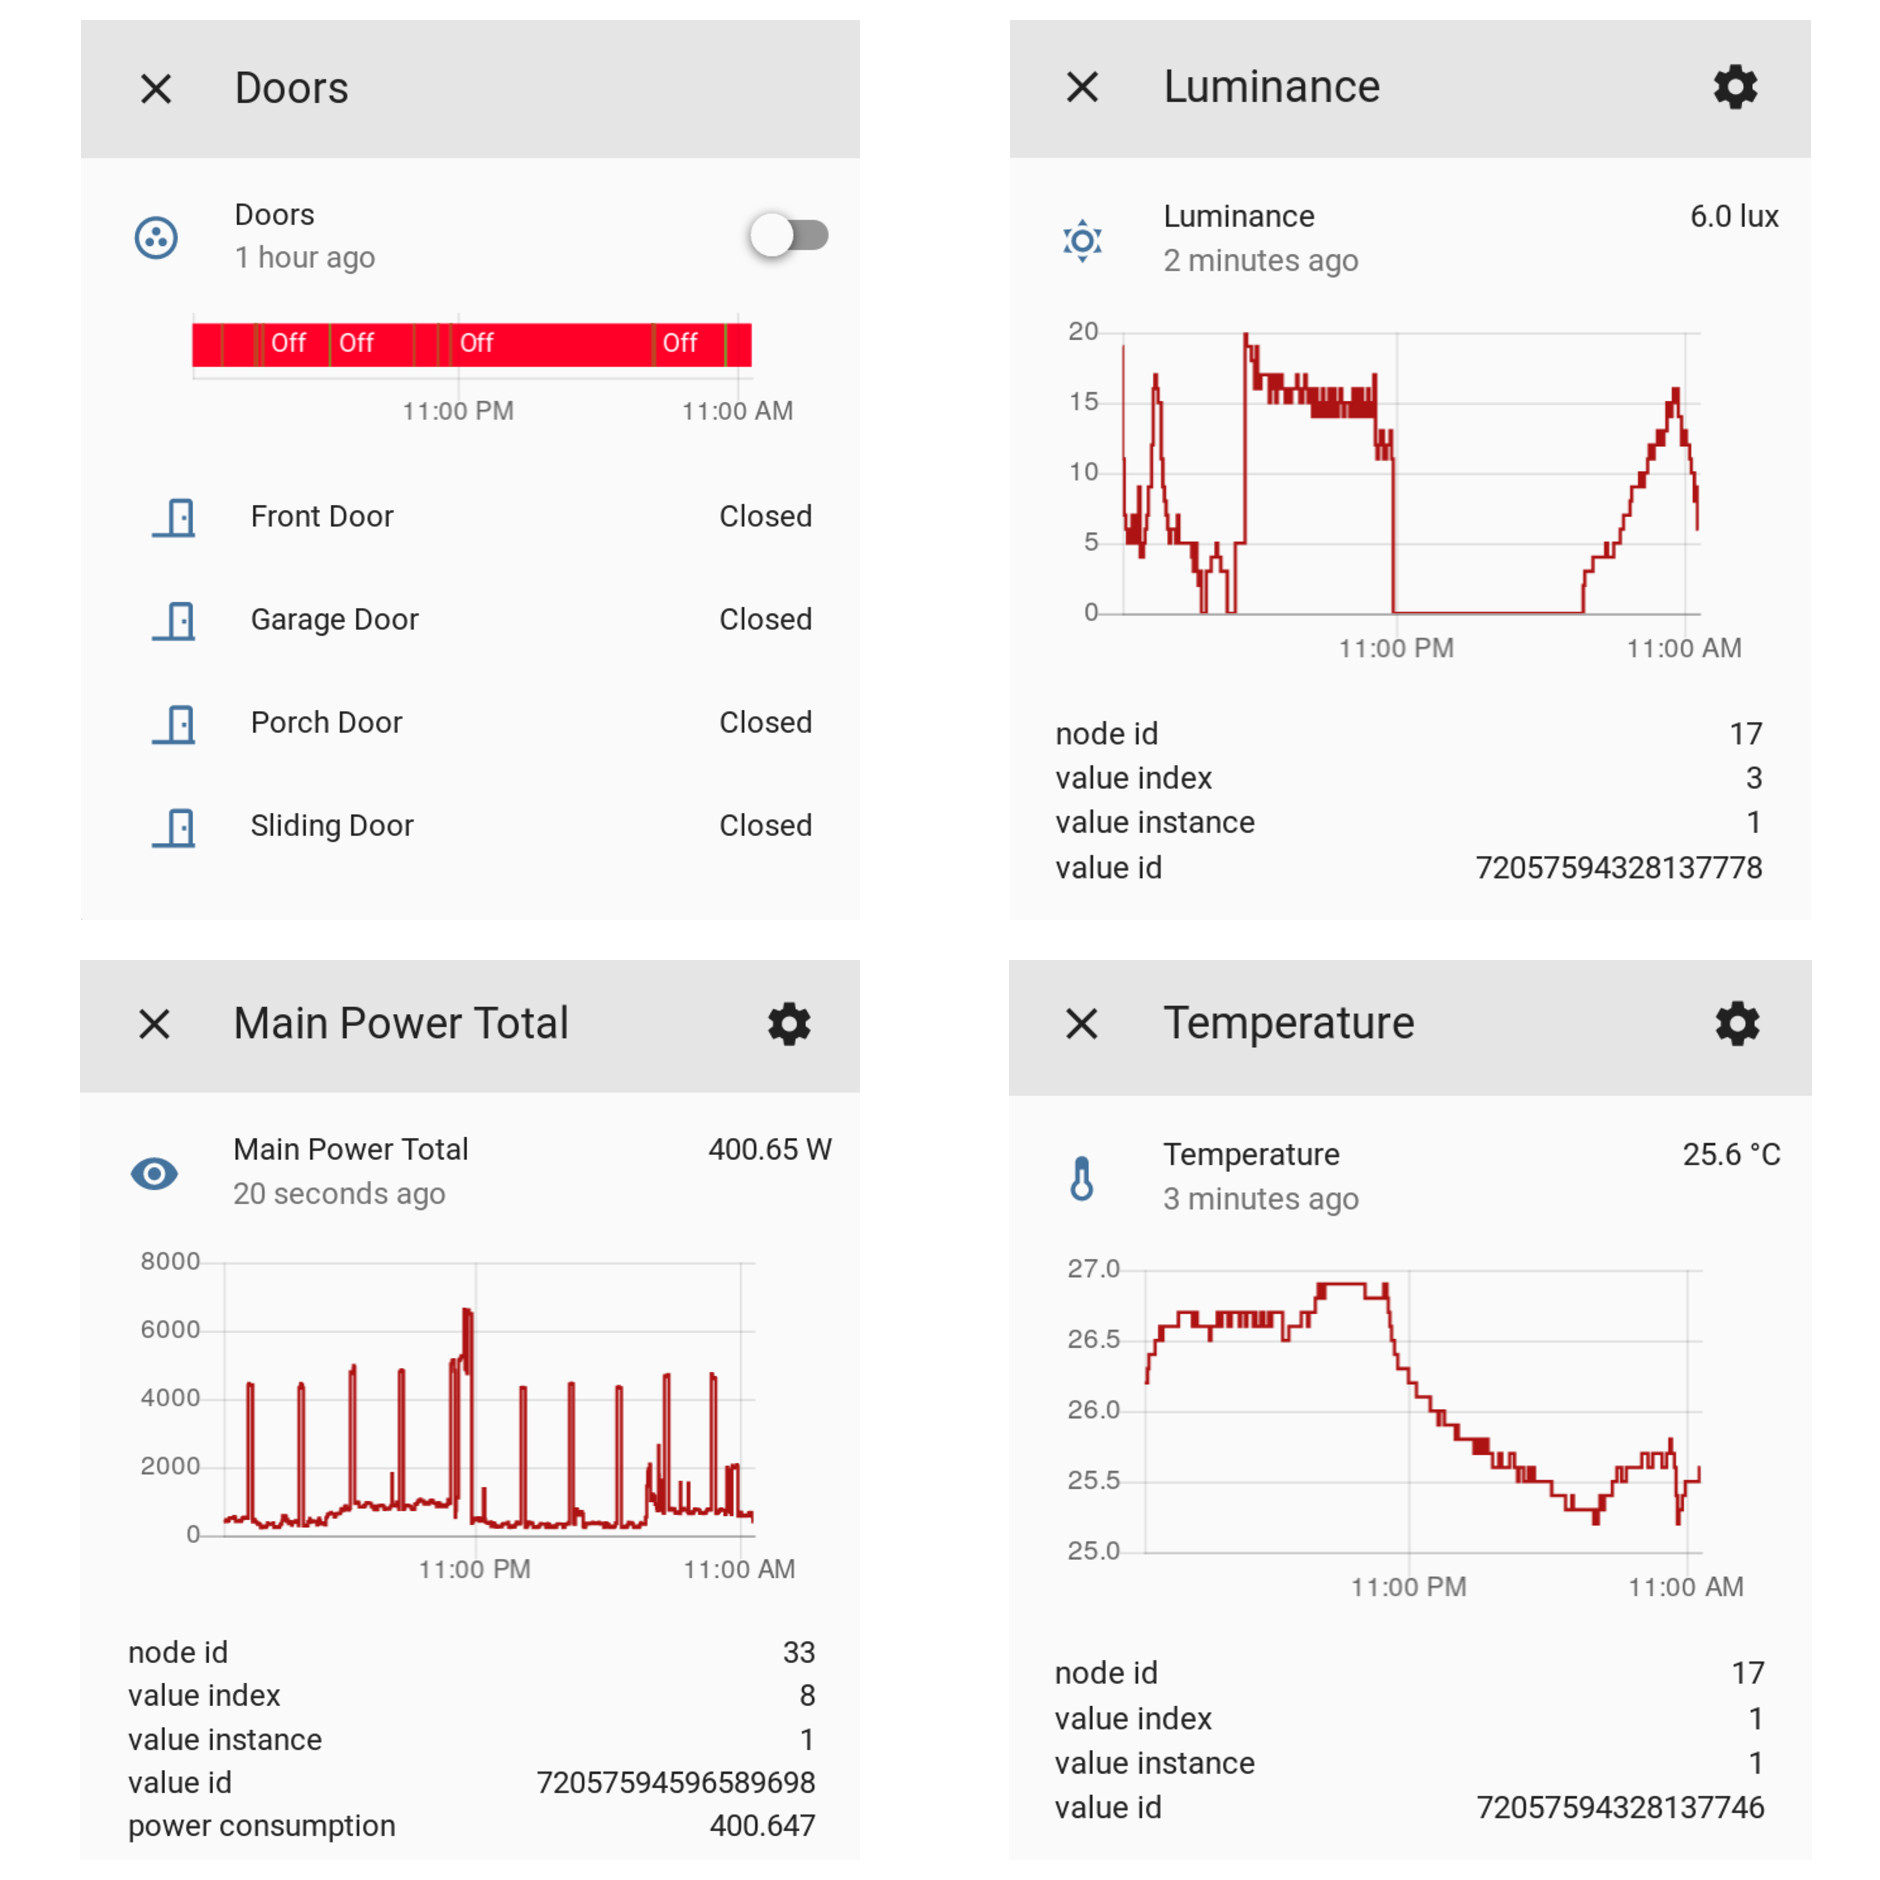 Doors
Doors
1 hour ago
Off Off Off Off
11:00 PM 11:00 AM
Front Door Closed
Garage Door Closed
Porch Door Closed
Sliding Door Closed
Luminance
Luminance 6.0 lux
2 minutes ago
20
15
10
5
0
11:00 PM 11:00 AM
node id 17
value index 3
value instance 1
value id 72057594328137778
Main Power Total
Main Power Total 400.65 W
20 seconds ago
8000
6000
4000
2000
0
11:00 PM 11:00 AM
node id 33
value index 8
value instance 1
value id 72057594596589698
power consumption 400.647
Temperature
Temperature 25.6 °C
3 minutes ago
27.0
26.5
26.0
25.5
25.0
11:00 PM 11:00 AM
node id 17
value index 1
value instance 1
value id 72057594328137746